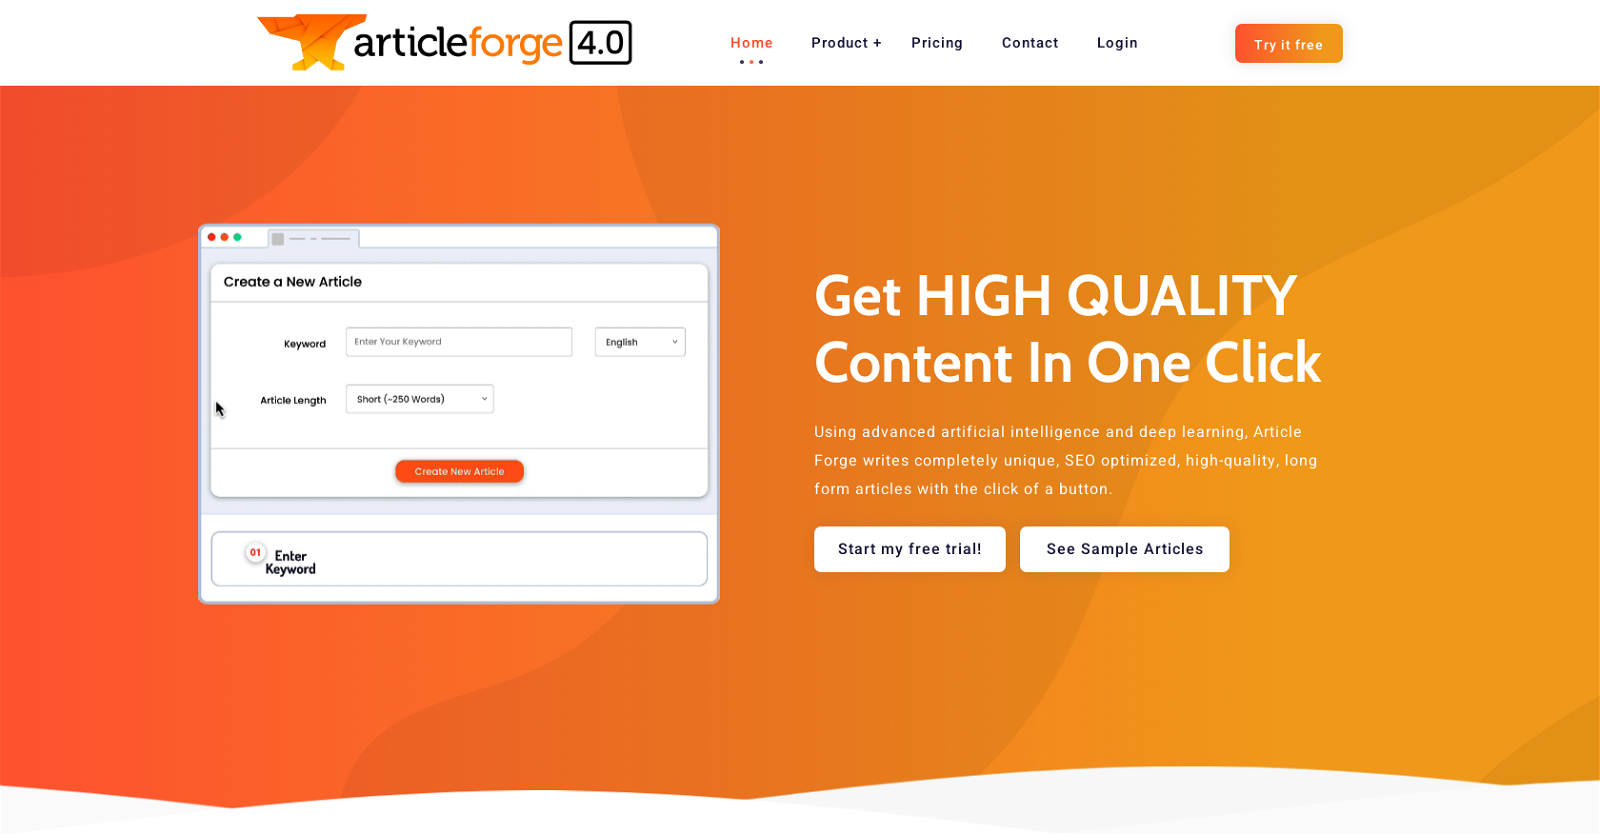 articleforge 4.0
Home
Product +
Pricing
Contact
Login
Try it free
Create a New Article
Keyword
Enter Your Keyword
English
Article Length
Short (~250 Words)
Create New Article
01
Enter
Keyword
Get HIGH QUALITY
Content In One Click
Using advanced artificial intelligence and deep learning, Article
Forge writes completely unique, SEO optimized, high-quality, long
form articles with the click of a button.
Start my free trial!
See Sample Articles